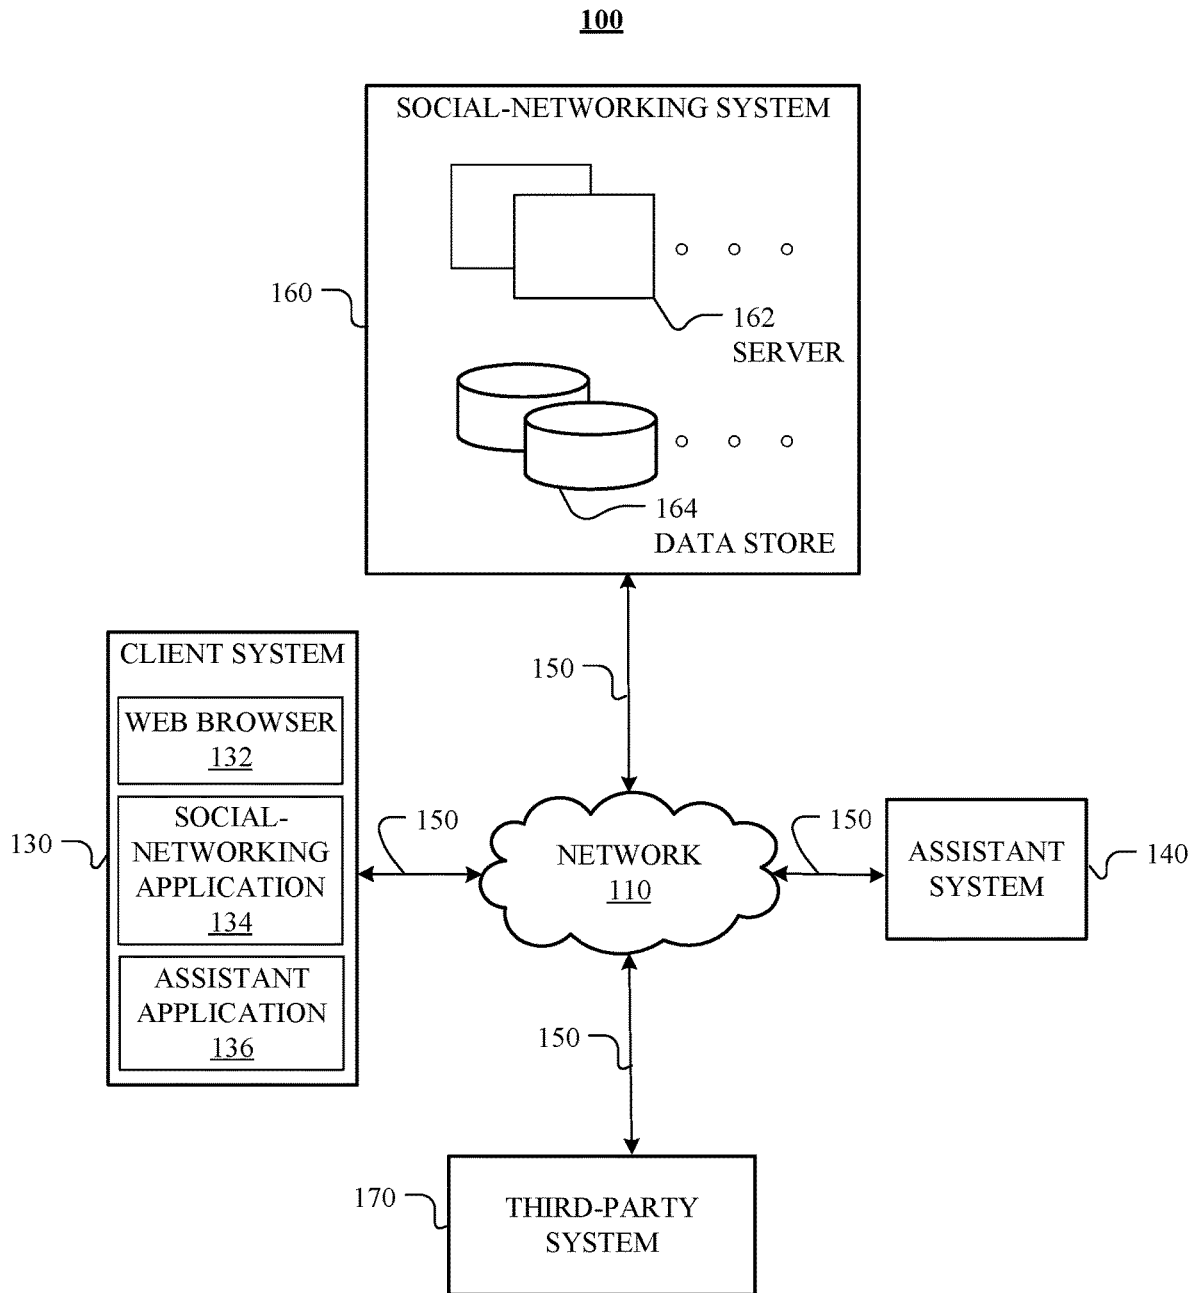 100
SOCIAL-NETWORKING SYSTEM
160
162
SERVER
164
DATA STORE
CLIENT SYSTEM
WEB BROWSER
132
SOCIAL-
NETWORKING
APPLICATION
134
ASSISTANT
APPLICATION
136
130
150
150
NETWORK
110
150
ASSISTANT
SYSTEM
140
150
170
THIRD-PARTY
SYSTEM